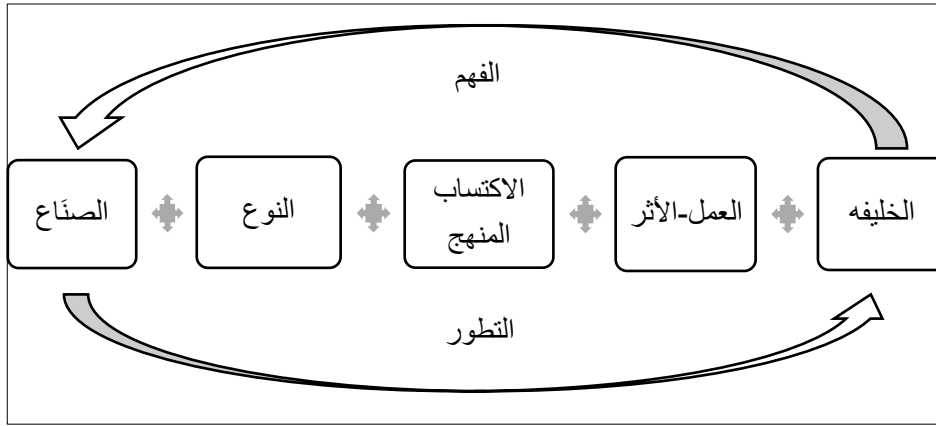 الفهم
الخليفه
العمل-الأثر
الاكتساب
المنهج
النوع
الصنَاع
التطور